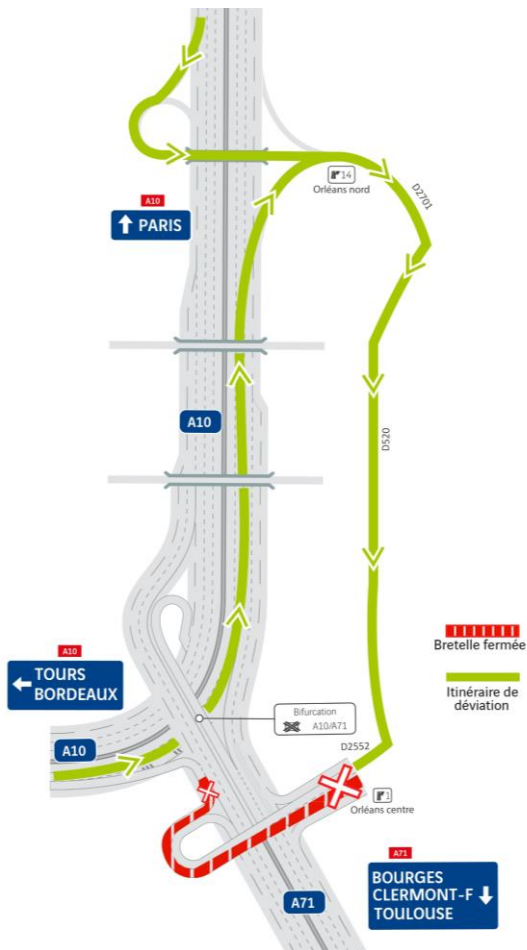 14
Orléans nord
D2701
A10
PARIS
A10
D520
Bretelle fermée
A10
TOURS
BORDEAUX
Itinéraire de
déviation
Bifurcation
A10/A71
A10
D2552
1
Orléans centre
A71
BOURGES
CLERMONT-F
TOULOUSE
A71